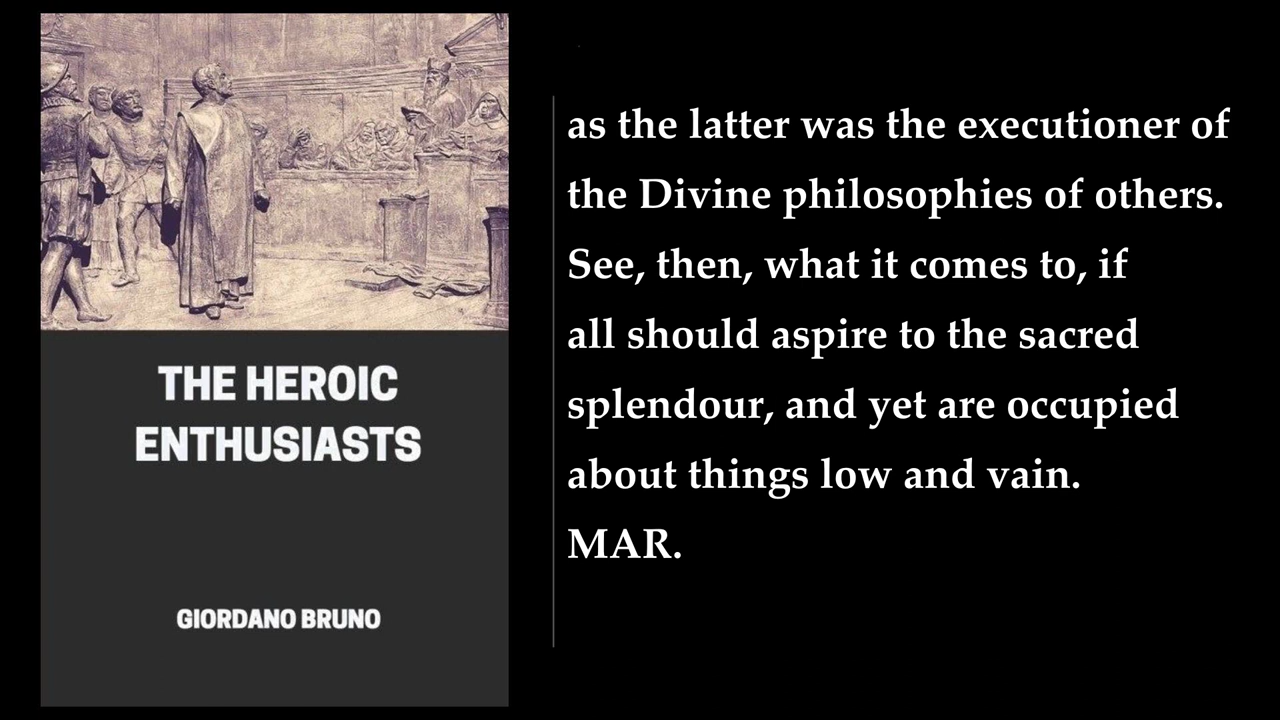 THE HEROIC
ENTHUSIASTS
GIORDANO BRUNO
as the latter was the executioner of
the Divine philosophies of others.
See, then, what it comes to, if
all should aspire to the sacred
splendour, and yet are occupied
about things low and vain.
MAR.